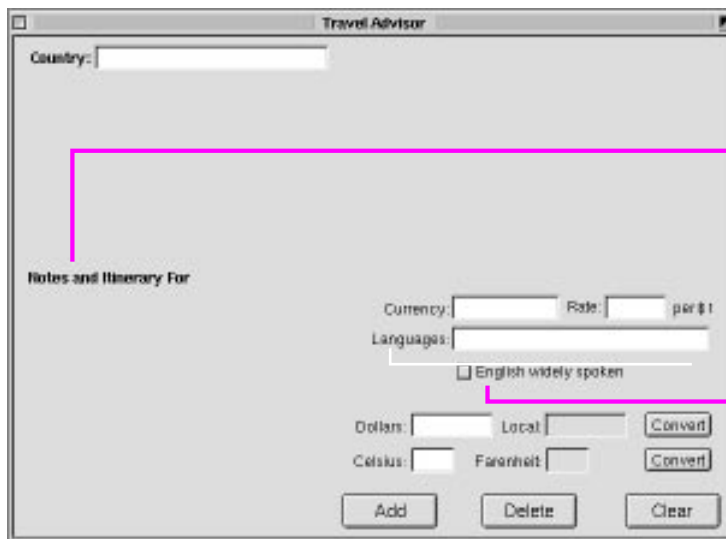 Travel Advisor
Country:
Notes and Itinerary For
Currency: Rate: per $1
Languages:
English widely spoken
Dollars: Local: Convert
Celsius: Farenheit: Convert
Add Delete Clear